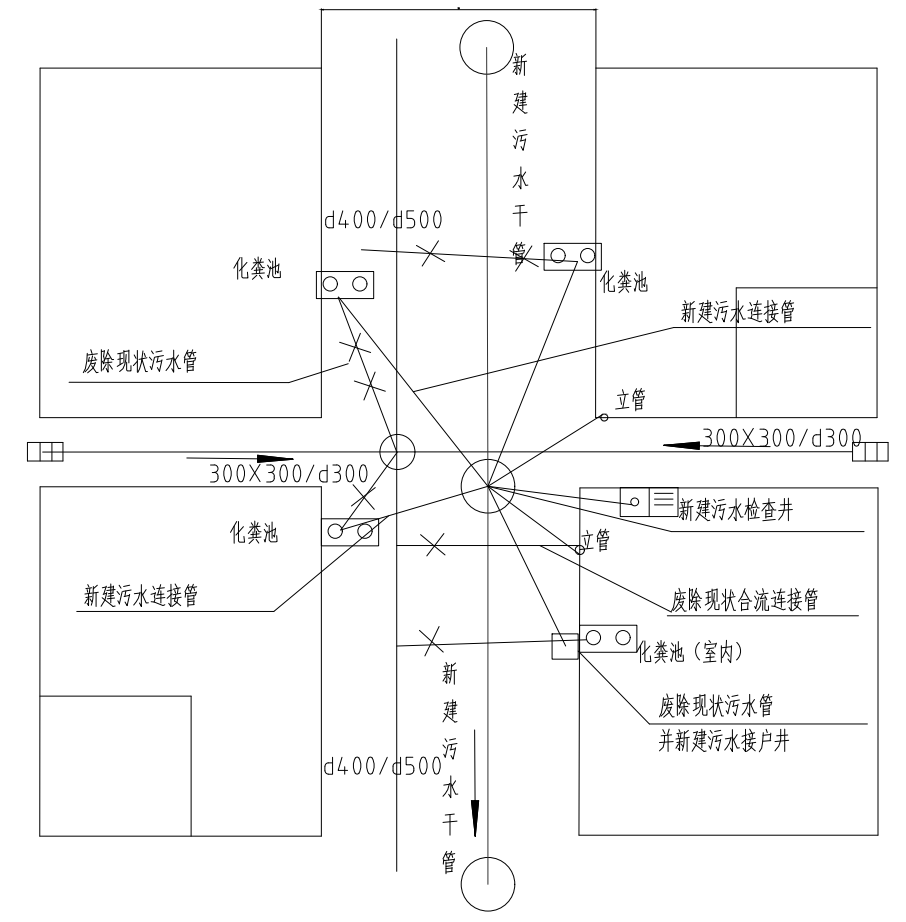 新建污水干管
d400/d500
化粪池
化粪池
新建污水连接管
废除现状污水管
立管
300X300/d300
300X300/d300
新建污水检查井
化粪池
立管
新建污水连接管
废除现状合流连接管
化粪池（室内）
新建污水干管
废除现状污水管
并新建污水接户井
d400/d500